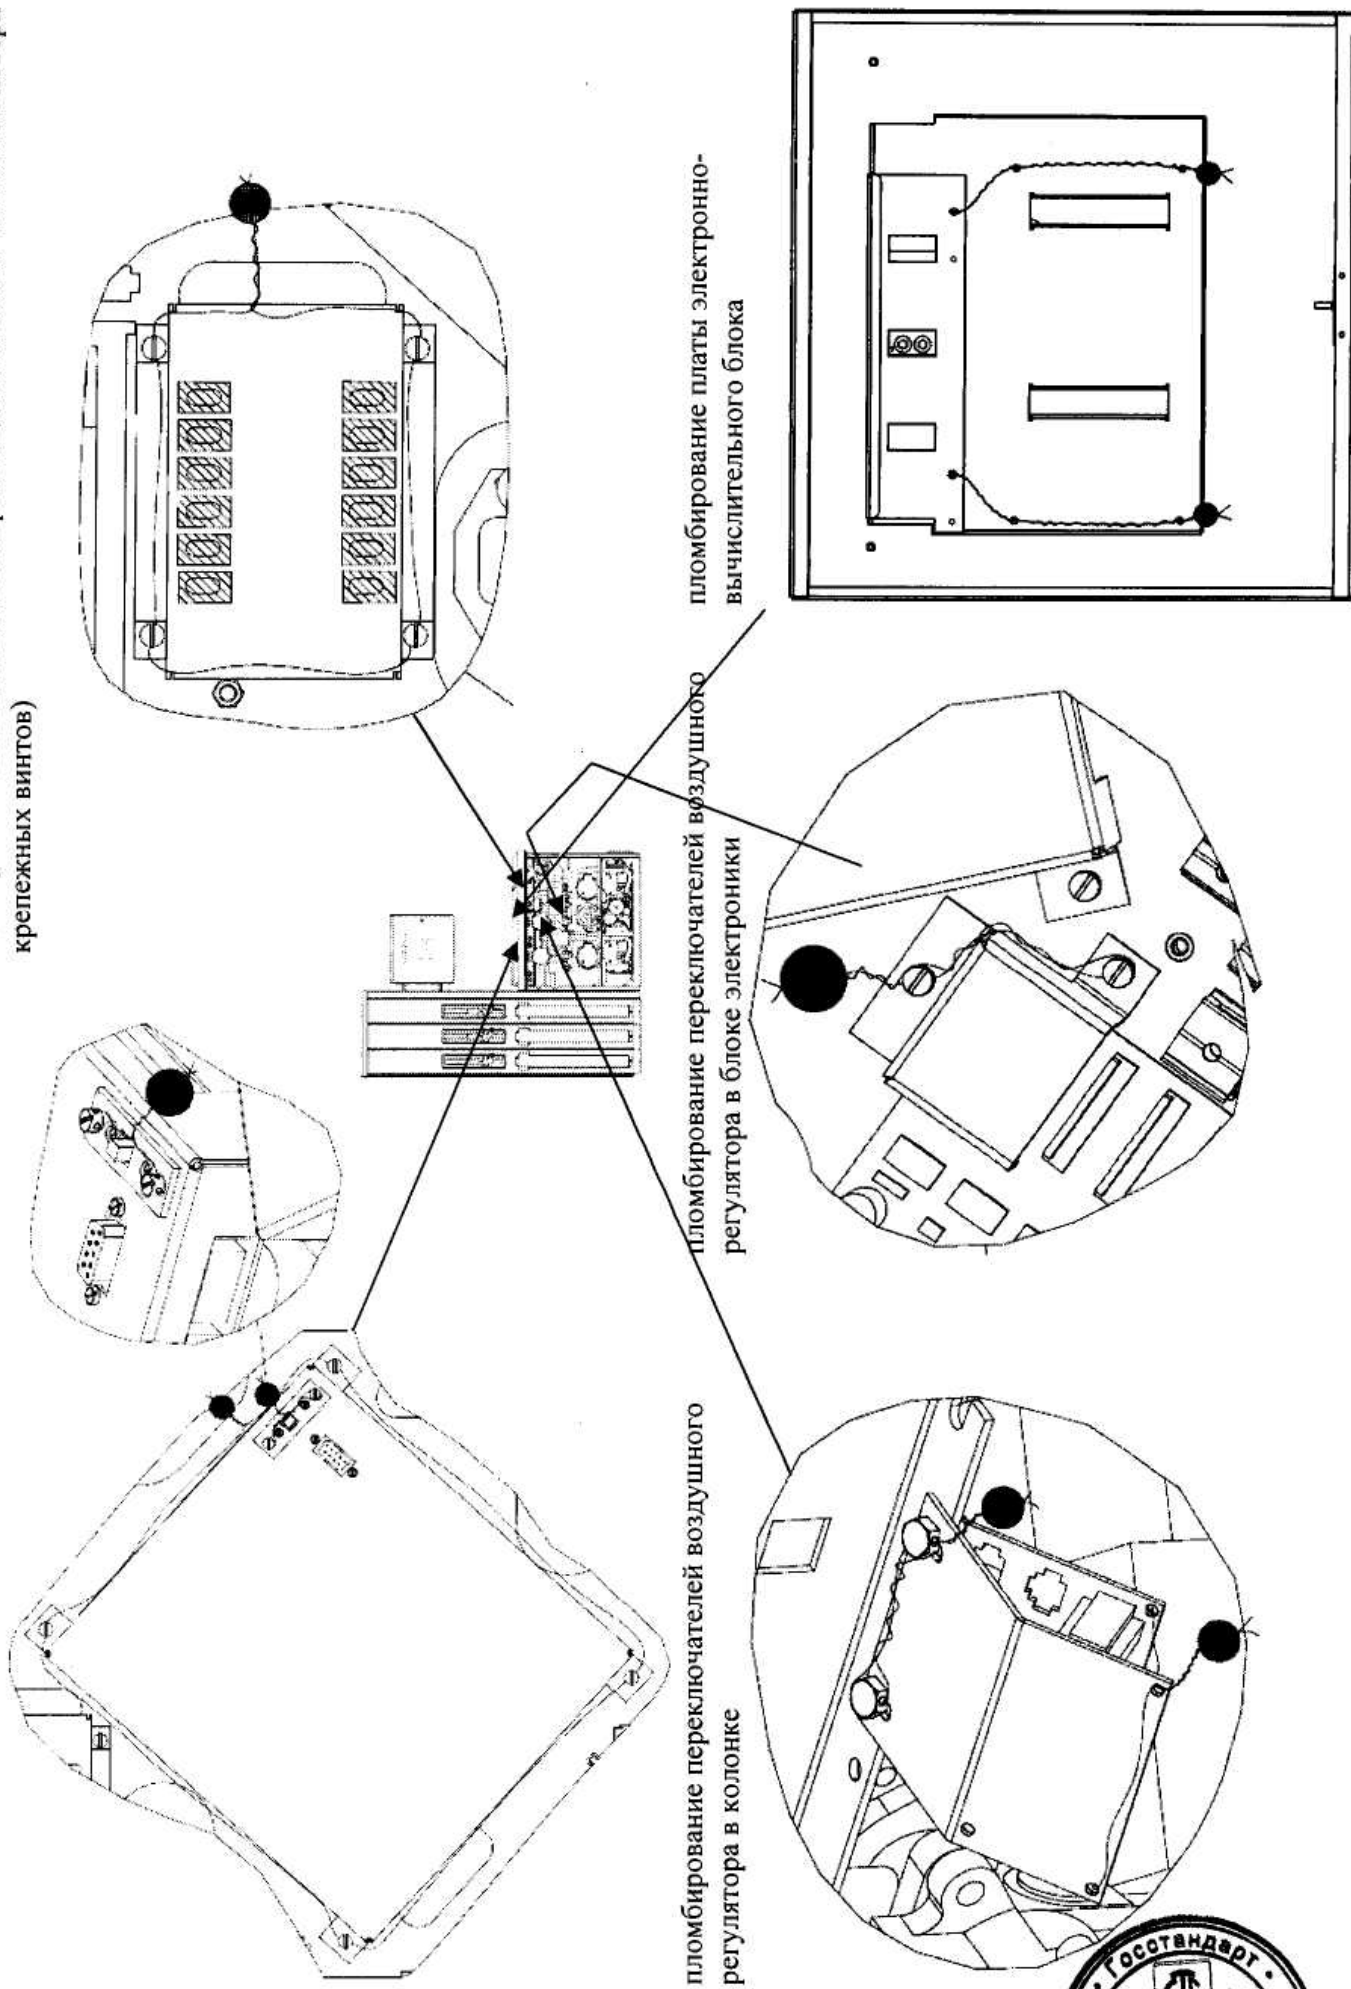 крепежных винтов)
пломбирование платы электронно-
вычислительного блока
пломбирование переключателей воздушного
регулятора в блоке электроники
пломбирование переключателей воздушного
регулятора в колонке
Госстандарт